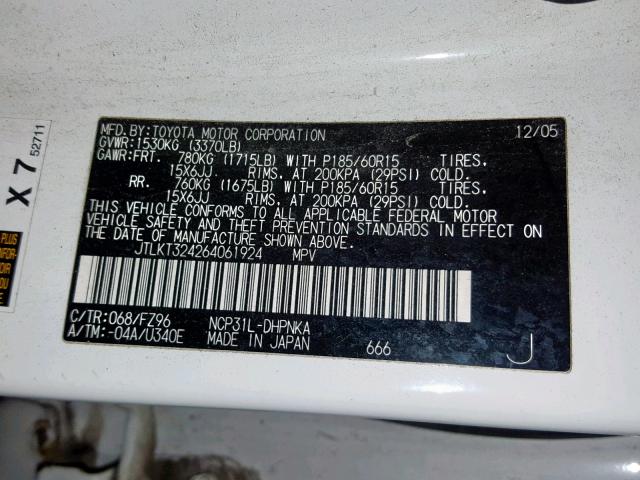 MFD.BY:TOYOTA MOTOR CORPORATION 12/05
GVWR:1530KG (3370LB)
GAWR:FRT. 780KG (1715LB) WITH P185/60R15 TIRES.
15X6JJ. RIMS. AT 200KPA (29PSI) COLD.
RR. 760KG (1675LB) WITH P185/60R15 TIRES.
15X6JJ. RIMS. AT 200KPA (29PSI) COLD.
THIS VEHICLE CONFORMS TO ALL APPLICABLE FEDERAL MOTOR
VEHICLE SAFETY AND THEFT PREVENTION STANDARDS IN EFFECT ON
THE DATE OF MANUFACTURE SHOWN ABOVE.
JTLKT324264061924 MPV
C/TR:068/FZ96 NCP31L-DHPNKA
A/TM:-04A/U340E MADE IN JAPAN 666 J
X 7
52711
PLUS